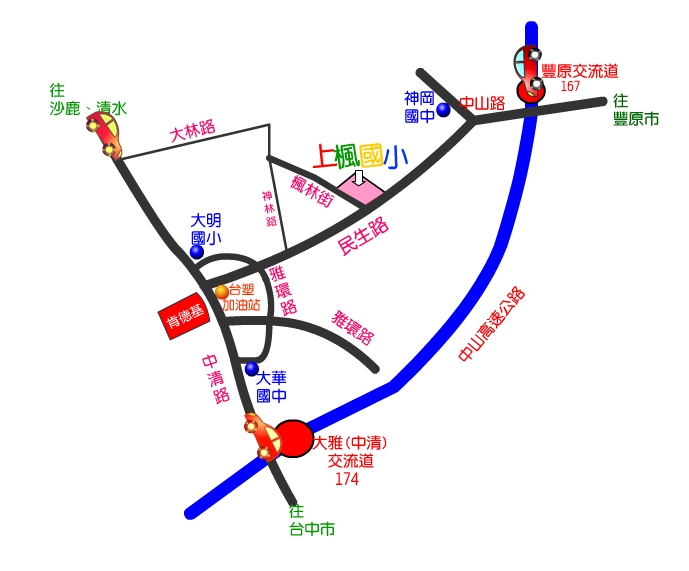 往
沙鹿、清水
大林路
神岡
國中
中山路
豐原交流道
167
往
豐原市
上楓國小
楓林街
神林路
民生路
大明
國小
雅環路
台塑
加油站
肯德基
雅環路
中山高速公路
中清路
大華
國中
大雅(中清)
交流道
174
往
台中市